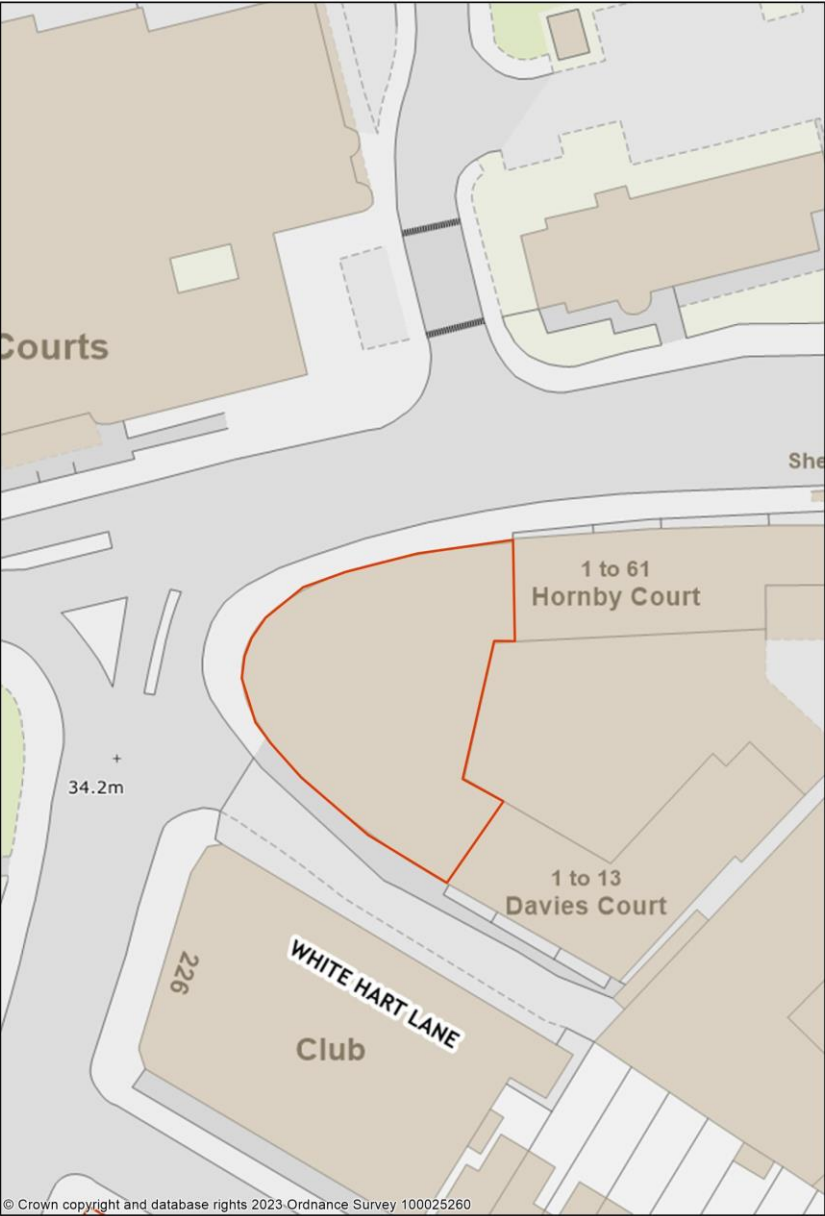 Courts
She
1 to 61
Hornby Court
34.2m
1 to 13
Davies Court
226
WHITE HART LANE
Club
© Crown copyright and database rights 2023 Ordnance Survey 100025260